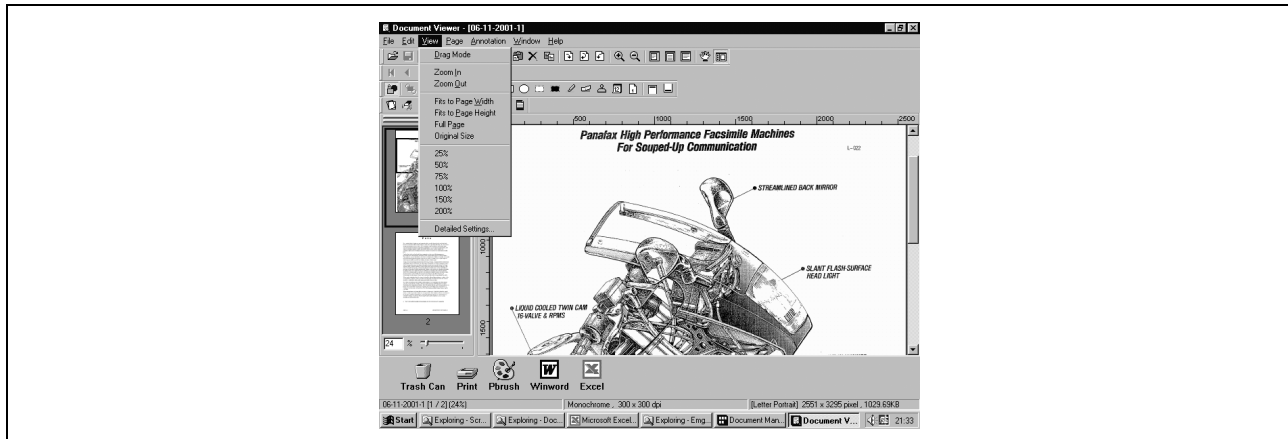 Document Viewer - [06-11-2001-1]
File Edit View Page Annotation Window Help
Drag Mode
Zoom In
Zoom Out
Fits to Page Width
Fits to Page Height
Full Page
Original Size
25%
50%
75%
100%
150%
200%
Detailed Settings...
500 1000 1500 2000 2500
Panafax High Performance Facsimile Machines
For Souped-Up Communication
L-022
STREAMLINED BACK MIRROR
1000
SLANT FLASH-SURFACE
HEAD LIGHT
LIQUID COOLED TWIN CAM
16-VALVE & RPMS
1500
2
24 %
Trash Can Print Pbrush Winword Excel
06-11-2001-1 [1 / 2] (24%) Monochrome , 300 x 300 dpi [Letter Portrait] 2551 x 3295 pixel , 1029.69KB
Start Exploring - Scr... Exploring - Doc... Microsoft Excel... Exploring - Emg... Document Man... Document V... 21:33